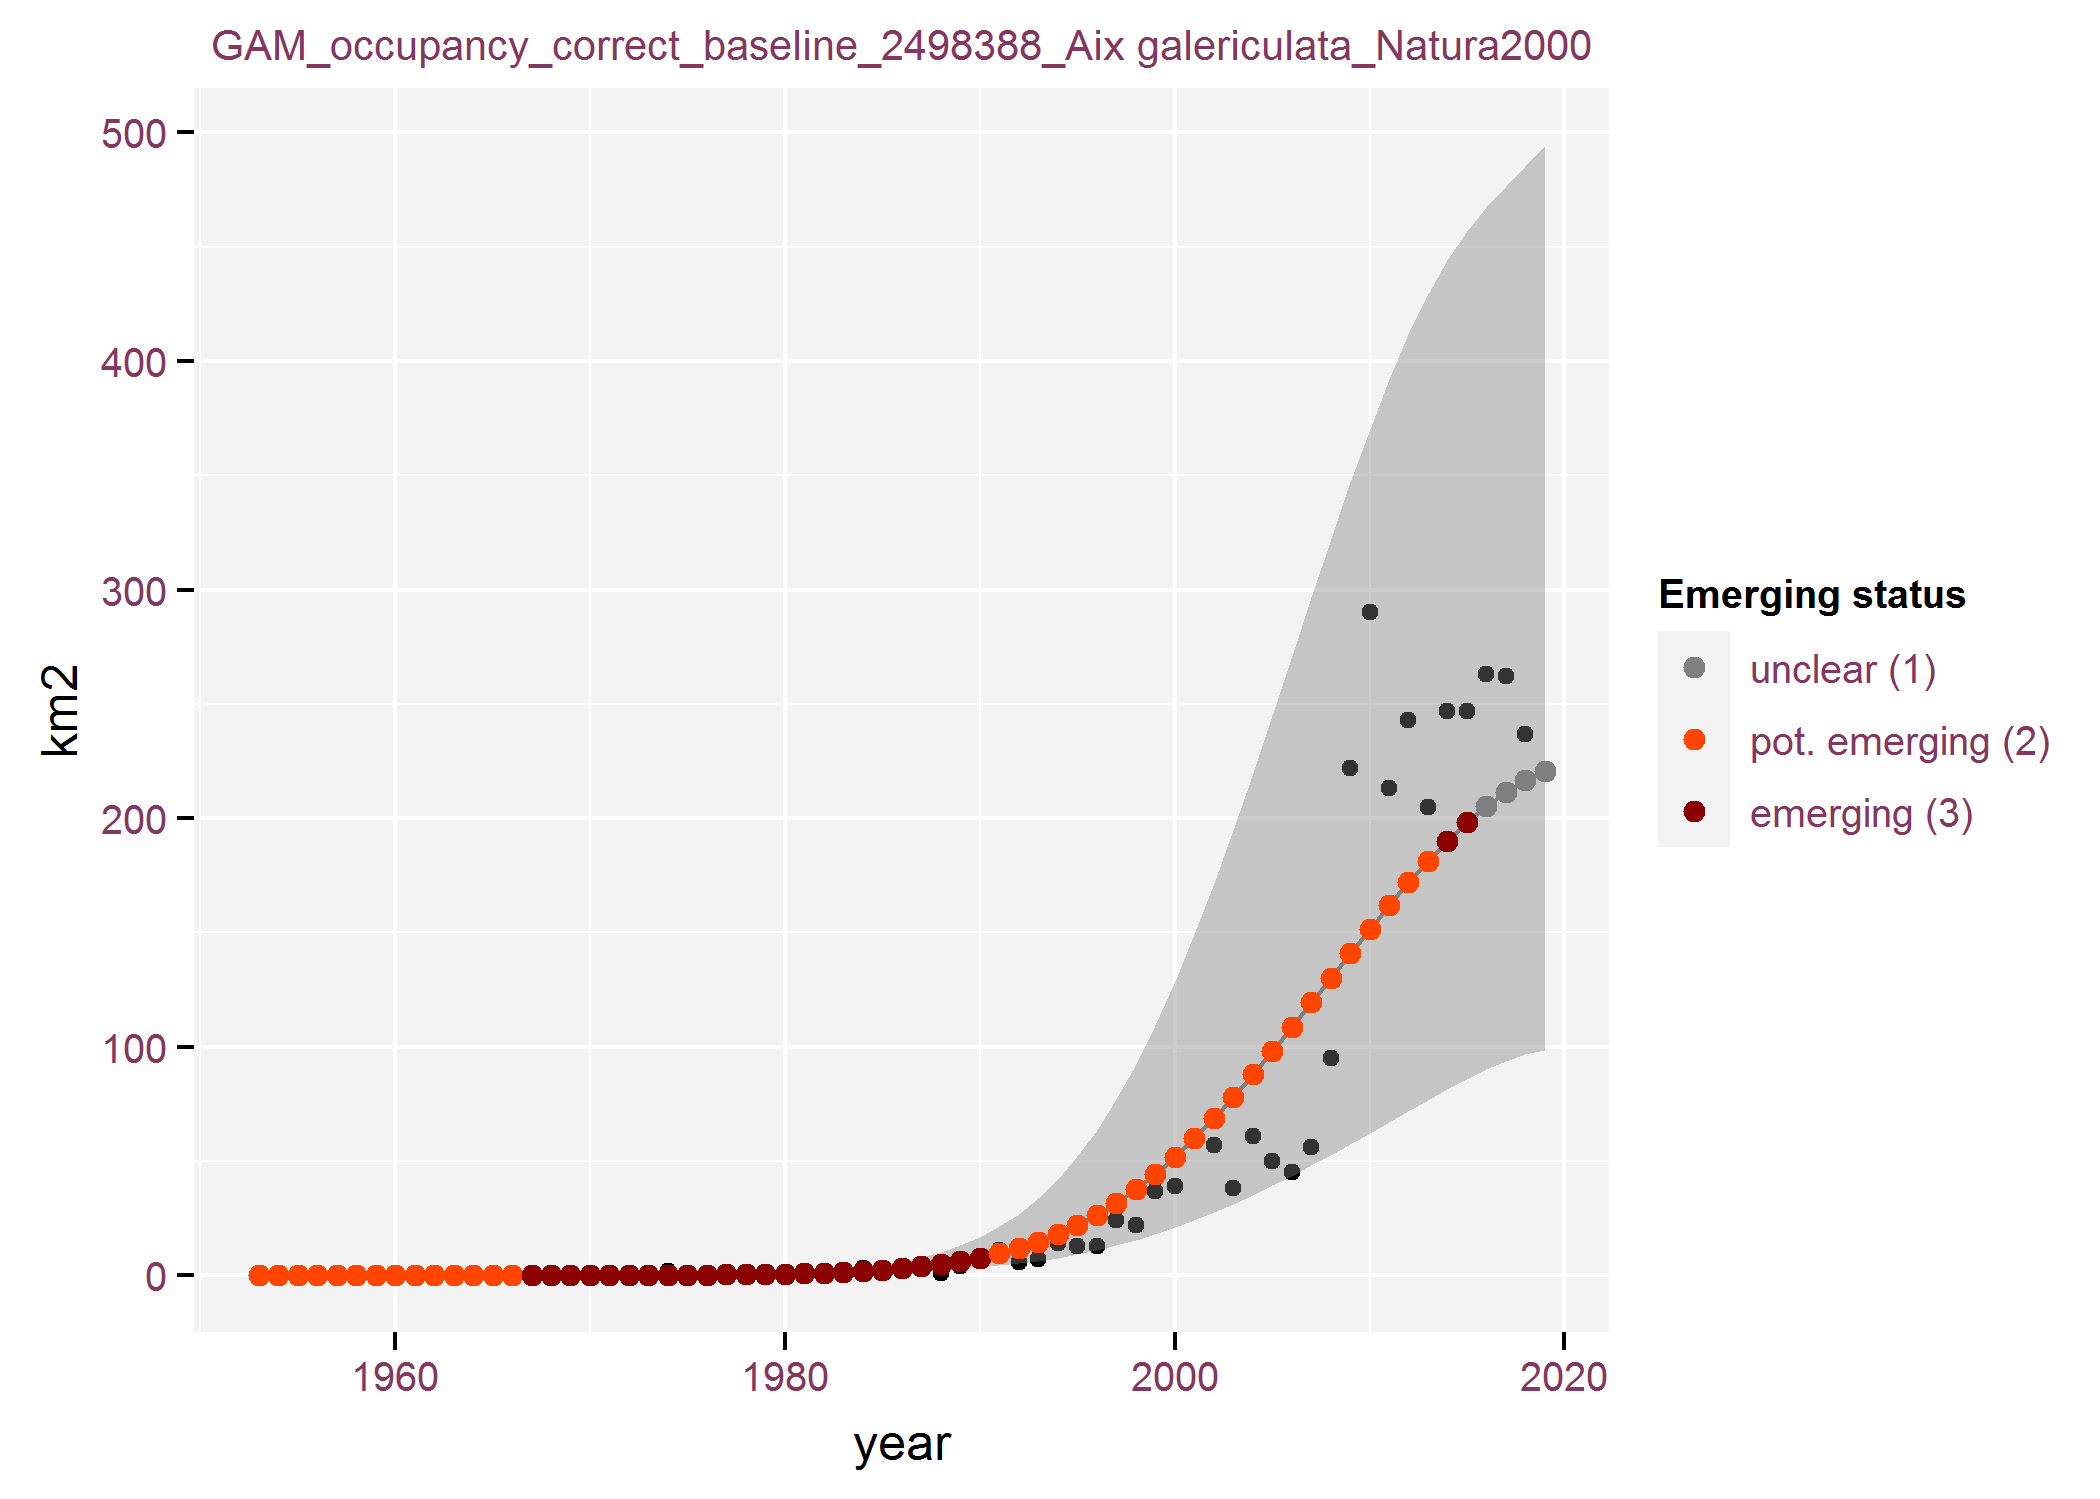 GAM_occupancy_correct_baseline_2498388_Aix galericulata_Natura2000
500
400
300
200
100
0
km2
1960 1980 2000 2020
year
Emerging status
unclear (1)
pot. emerging (2)
emerging (3)